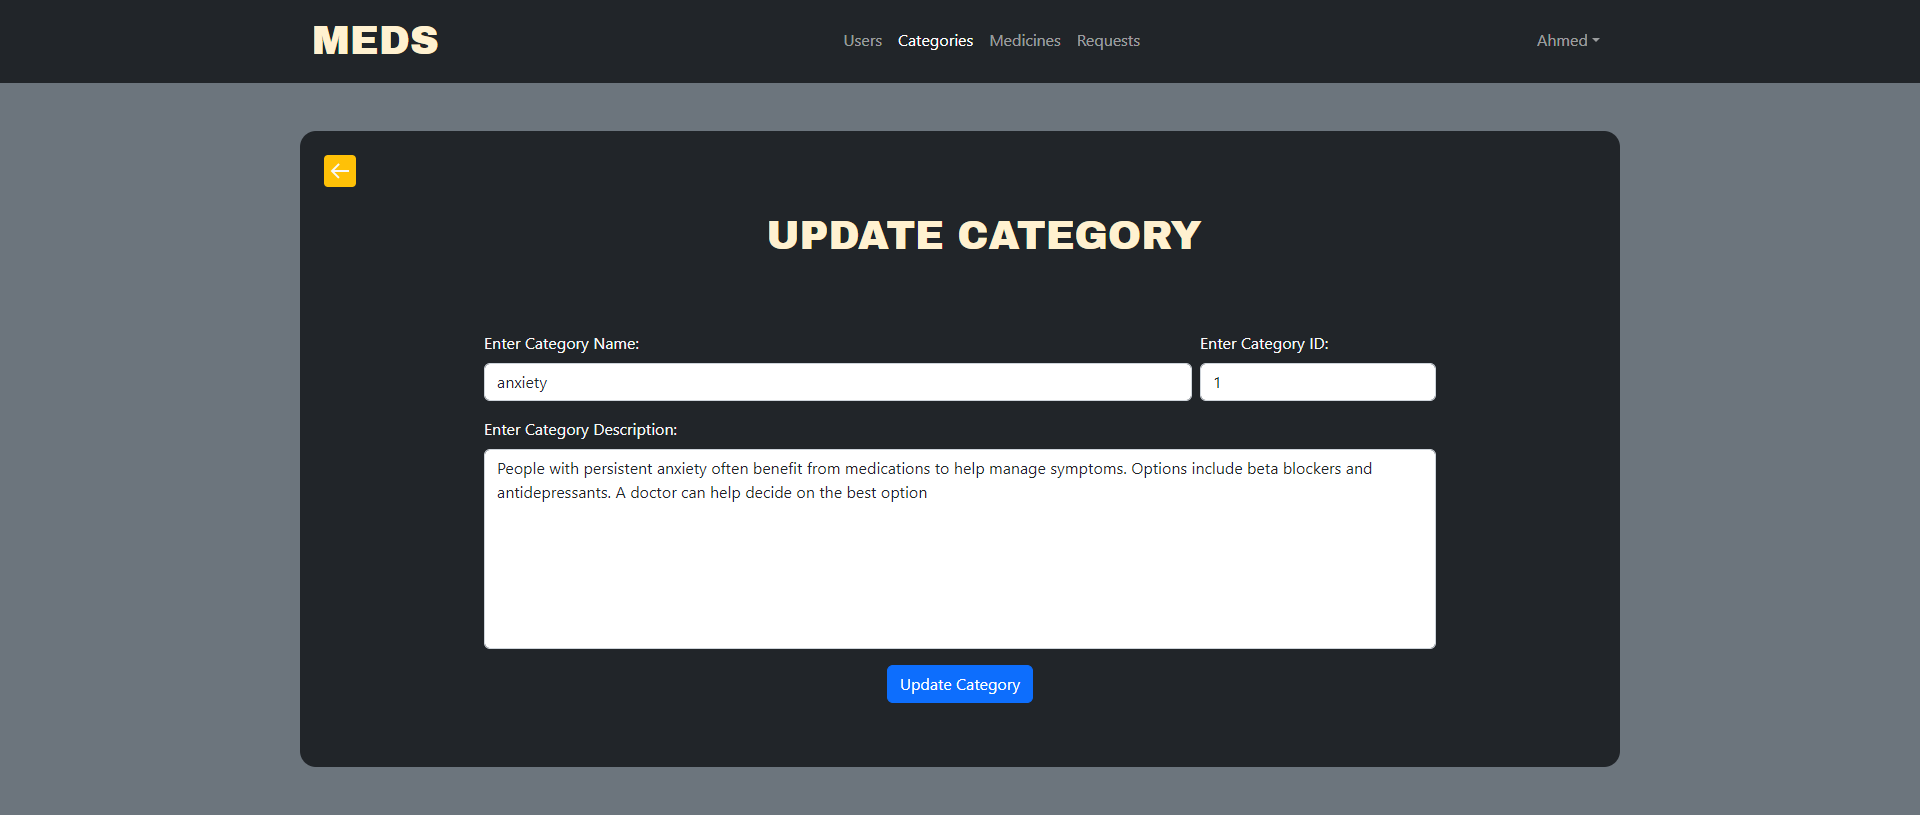 MEDS
Users Categories Medicines Requests
Ahmed
UPDATE CATEGORY
Enter Category Name:
Enter Category ID:
anxiety
1
Enter Category Description:
People with persistent anxiety often benefit from medications to help manage symptoms. Options include beta blockers and
antidepressants. A doctor can help decide on the best option
Update Category